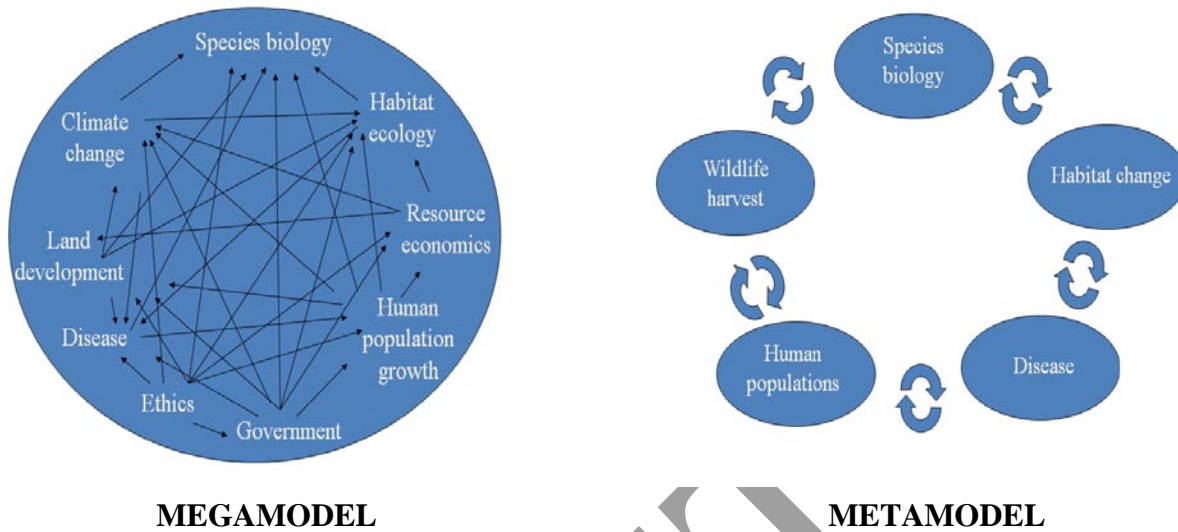 Species biology
Climate
change
Habitat
ecology
Land
development
Resource
economics
Disease
Human
population
growth
Ethics
Government
MEGAMODEL
Species
biology
Wildlife
harvest
Habitat change
Human
populations
Disease
METAMODEL